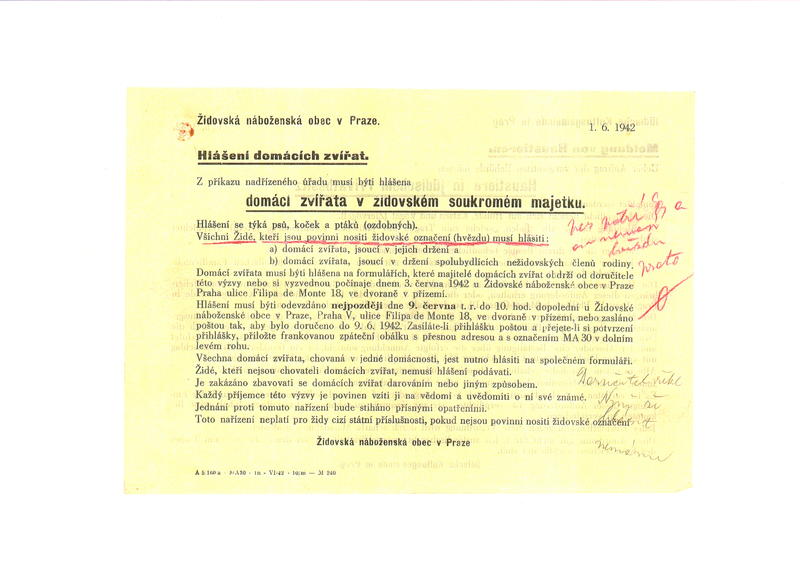 Židovská náboženská obec v Praze.
1. 6. 1942
Hlášení domácích zvířat.
Z příkazu nadřízeného úřadu musí býti hlášena
domácí zvířata v židovském soukromém majetku.
Hlášení se týká psů, koček a ptáků (ozdobných).
Všichni Židé, kteří jsou povinni nositi židovské označení (hvězdu) musí hlásiti:
a) domácí zvířata, jsoucí v jejich držení a
b) domácí zvířata, jsoucí v držení spolubydlících nežidovských členů rodiny.
Domácí zvířata musí býti hlášena na formulářích, které majitelé domácích zvířat obdrží od doručitele
této výzvy nebo si vyzvednou počínaje dnem 3. června 1942 u Židovské náboženské obce v Praze
Praha ulice Filipa de Monte 18, ve dvoraně v přízemí.
Hlášení musí býti odevzdáno nejpozději dne 9. června t. r. do 10. hod. dopolední u Židovské
náboženské obce v Praze, Praha V, ulice Filipa de Monte 18, ve dvoraně v přízemí, nebo zasláno
poštou tak, aby bylo doručeno do 9. 6. 1942. Zasíláte-li přihlášku poštou a přejete-li si potvrzení
přihlášky, přiložte frankovanou zpáteční obálku s přesnou adresou a s označením MA 30 v dolním
levém rohu.
Všechna domácí zvířata, chovaná v jedné domácnosti, jest nutno hlásiti na společném formuláři.
Židé, kteří nejsou chovateli domácích zvířat, nemusí hlášení podávati.
Je zakázáno zbavovati se domácích zvířat darováním nebo jiným způsobem.
Každý příjemce této výzvy je povinen vzíti ji na vědomí a uvědomiti o ní své známé.
Jednání proti tomuto nařízení bude stiháno přísnými opatřeními.
Toto nařízení neplatí pro židy cizí státní příslušnosti, pokud nejsou povinni nositi židovské označení
Židovská náboženská obec v Praze
proto
nemáme